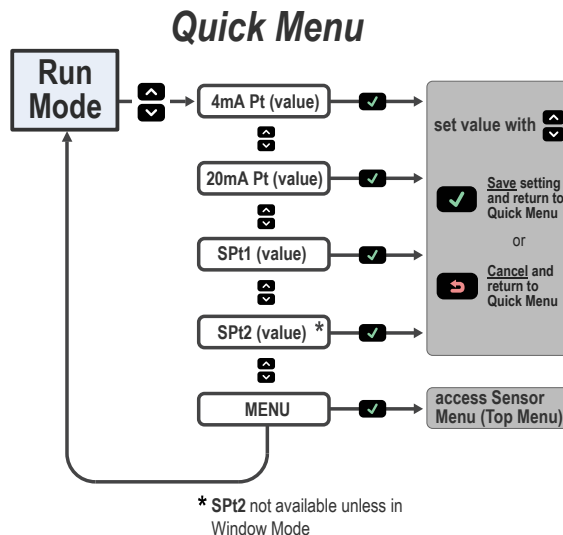 Quick Menu
Run
Mode
4mA Pt (value)
20mA Pt (value)
SPt1 (value)
SPt2 (value) *
MENU
set value with
Save setting
and return to
Quick Menu
or
Cancel and
return to
Quick Menu
access Sensor
Menu (Top Menu)
* SPt2 not available unless in
Window Mode